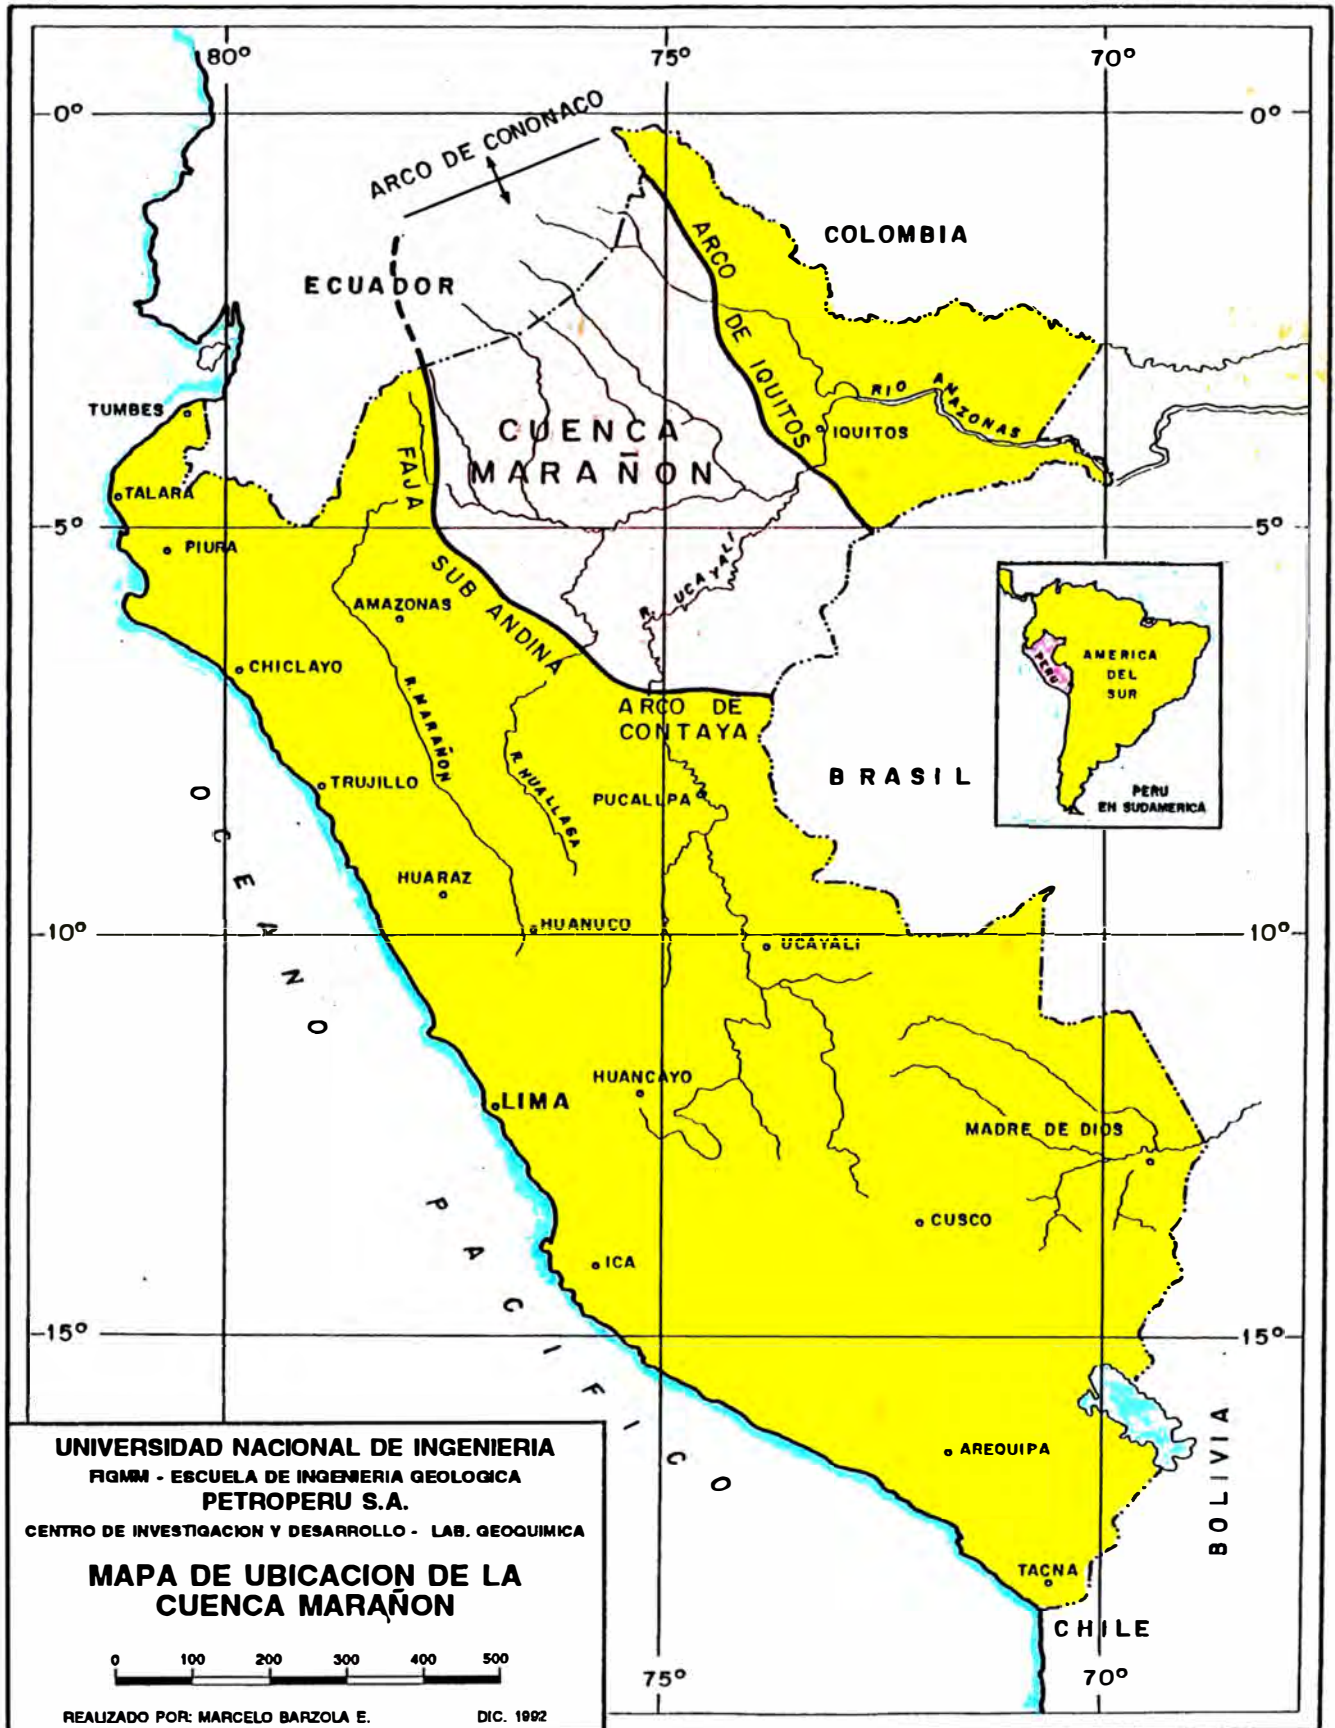 80°
75°
70°
0°
0°
ARCO DE CONONACO
COLOMBIA
ARCO DE IQUITOS
ECUADOR
RIO AMAZONAS
TUMBES
IQUITOS
CUENCA
MARAÑON
FAJA SUB ANDINA
TALARA
5°
5°
PIURA
R. UCAYALI
AMAZONAS
CHICLAYO
R. MARAÑON
ARCO DE
CONTAYA
AMERICA
DEL
SUR
PERU
PERU
EN SUDAMERICA
BRASIL
TRUJILLO
R. HUALLAGA
PUCALLPA
HUARAZ
HUANUCO
10°
10°
UCAYALI
OCEANO PACIFICO
HUANCAYO
LIMA
MADRE DE DIOS
CUSCO
ICA
15°
15°
AREQUIPA
BOLIVIA
TACNA
CHILE
75°
70°
UNIVERSIDAD NACIONAL DE INGENIERIA
FIGMM - ESCUELA DE INGENIERIA GEOLOGICA
PETROPERU S.A.
CENTRO DE INVESTIGACION Y DESARROLLO - LAB. GEOQUIMICA
MAPA DE UBICACION DE LA
CUENCA MARAÑON
0 100 200 300 400 500
REALIZADO POR: MARCELO BARZOLA E. DIC. 1992